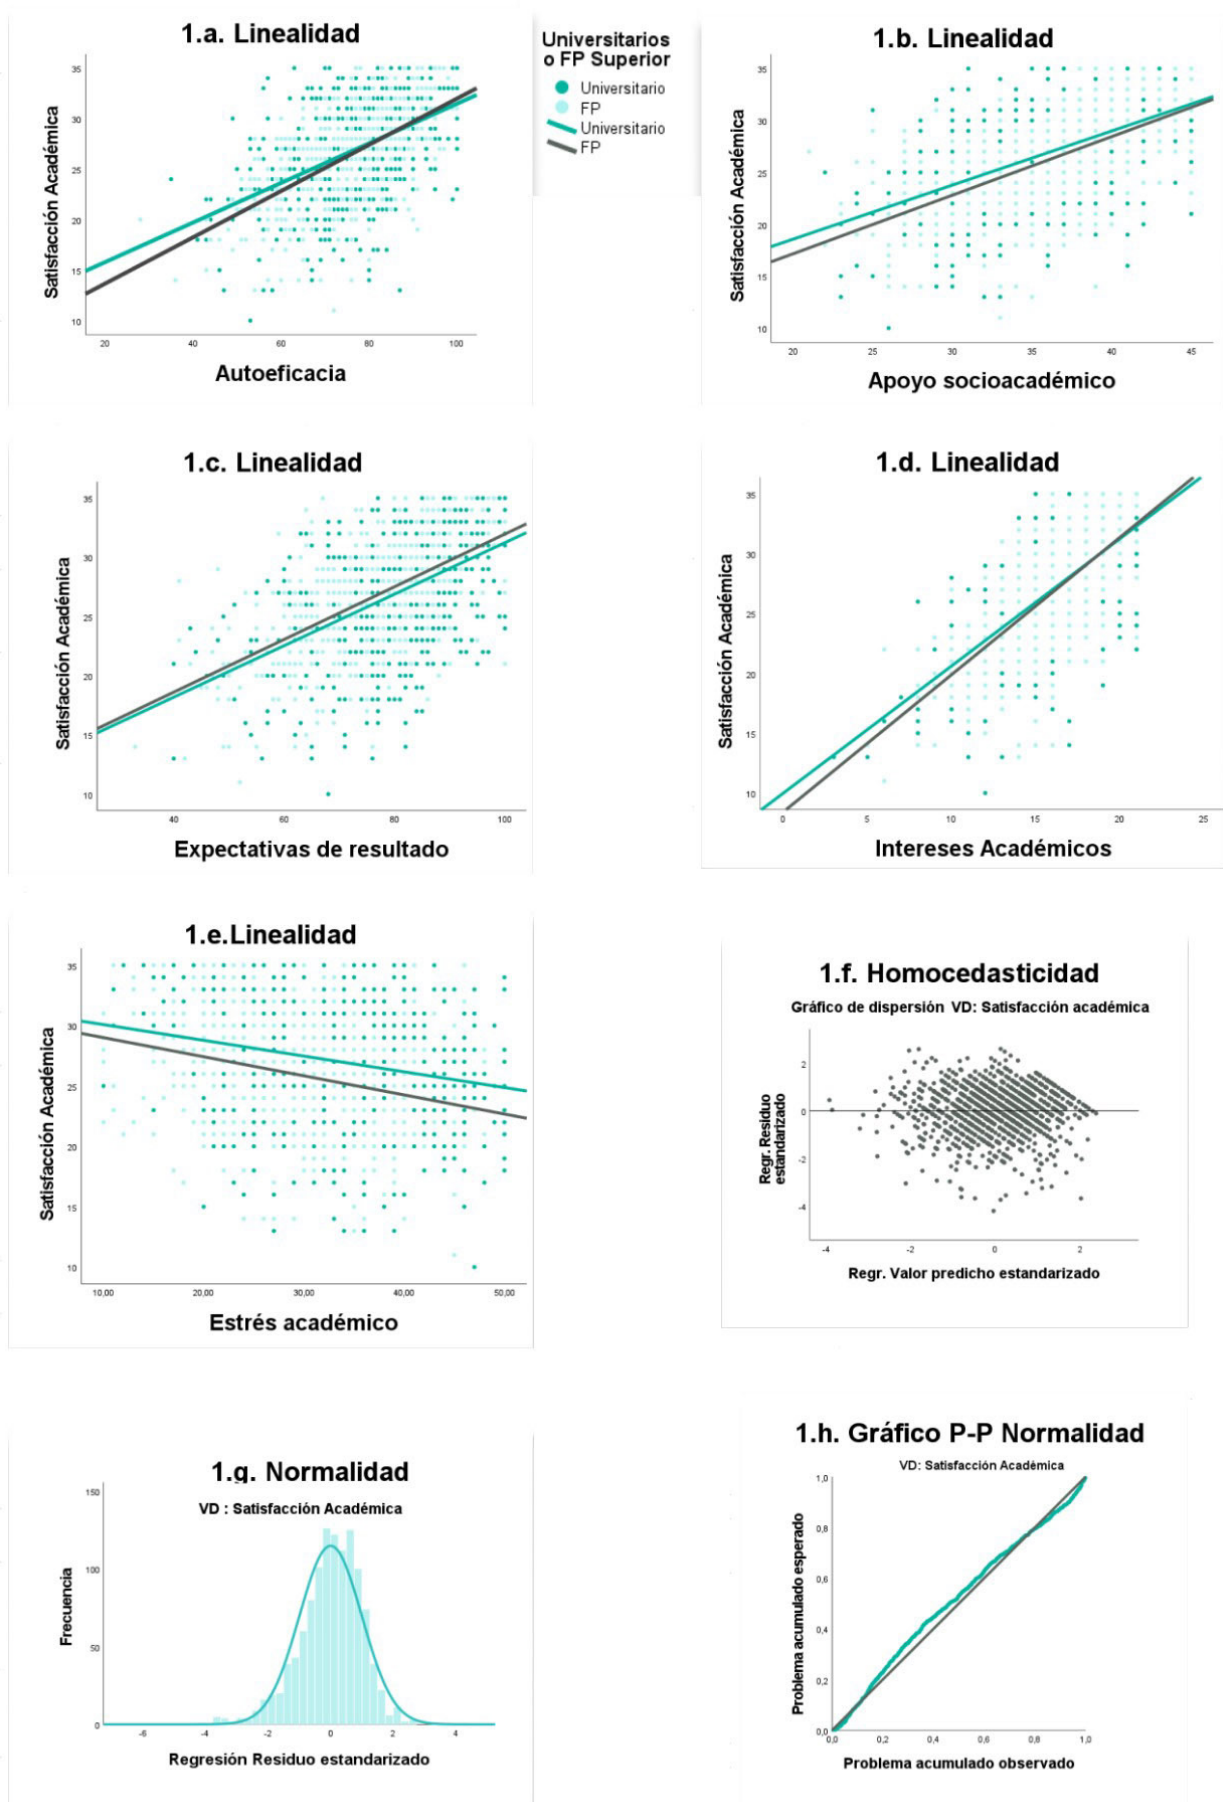 1.a. Linealidad
Satisfacción Académica
35
30
25
20
15
10
20
40
60
80
100
Autoeficacia
Universitarios
o FP Superior
Universitario
FP
Universitario
FP
1.b. Linealidad
Satisfacción Académica
35
30
25
20
15
10
20
25
30
35
40
45
Apoyo socioacadémico
1.c. Linealidad
Satisfacción Académica
35
30
25
20
15
10
40
60
80
100
Expectativas de resultado
1.d. Linealidad
Satisfacción Académica
35
30
25
20
15
10
0
5
10
15
20
25
Intereses Académicos
1.e.Linealidad
Satisfacción Académica
35
30
25
20
15
10
10,00
20,00
30,00
40,00
50,00
Estrés académico
1.f. Homocedasticidad
Gráfico de dispersión VD: Satisfacción académica
Regr. Residuo
estandarizado
2
0
-2
-4
-4
-2
0
2
Regr. Valor predicho estandarizado
1.g. Normalidad
VD : Satisfacción Académica
Frecuencia
150
100
50
0
-6
-4
-2
0
2
4
Regresión Residuo estandarizado
1.h. Gráfico P-P Normalidad
VD: Satisfacción Académica
Problema acumulado esperado
1,0
0,8
0,6
0,4
0,2
0,0
0,0
0,2
0,4
0,6
0,8
1,0
Problema acumulado observado